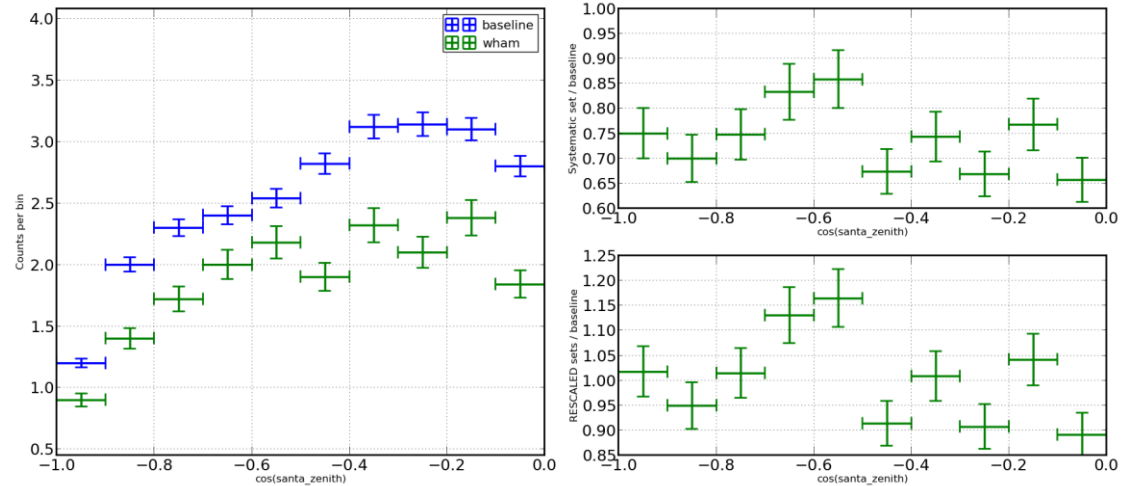 4.0
3.5
3.0
2.5
2.0
1.5
1.0
0.5
Counts per bin
baseline
wham
−1.0 −0.8 −0.6 −0.4 −0.2 0.0
cos(santa_zenith)
1.00
0.95
0.90
0.85
0.80
0.75
0.70
0.65
0.60
Systematic set / baseline
−1.0 −0.8 −0.6 −0.4 −0.2 0.0
cos(santa_zenith)
1.25
1.20
1.15
1.10
1.05
1.00
0.95
0.90
0.85
RESCALED sets / baseline
−1.0 −0.8 −0.6 −0.4 −0.2 0.0
cos(santa_zenith)